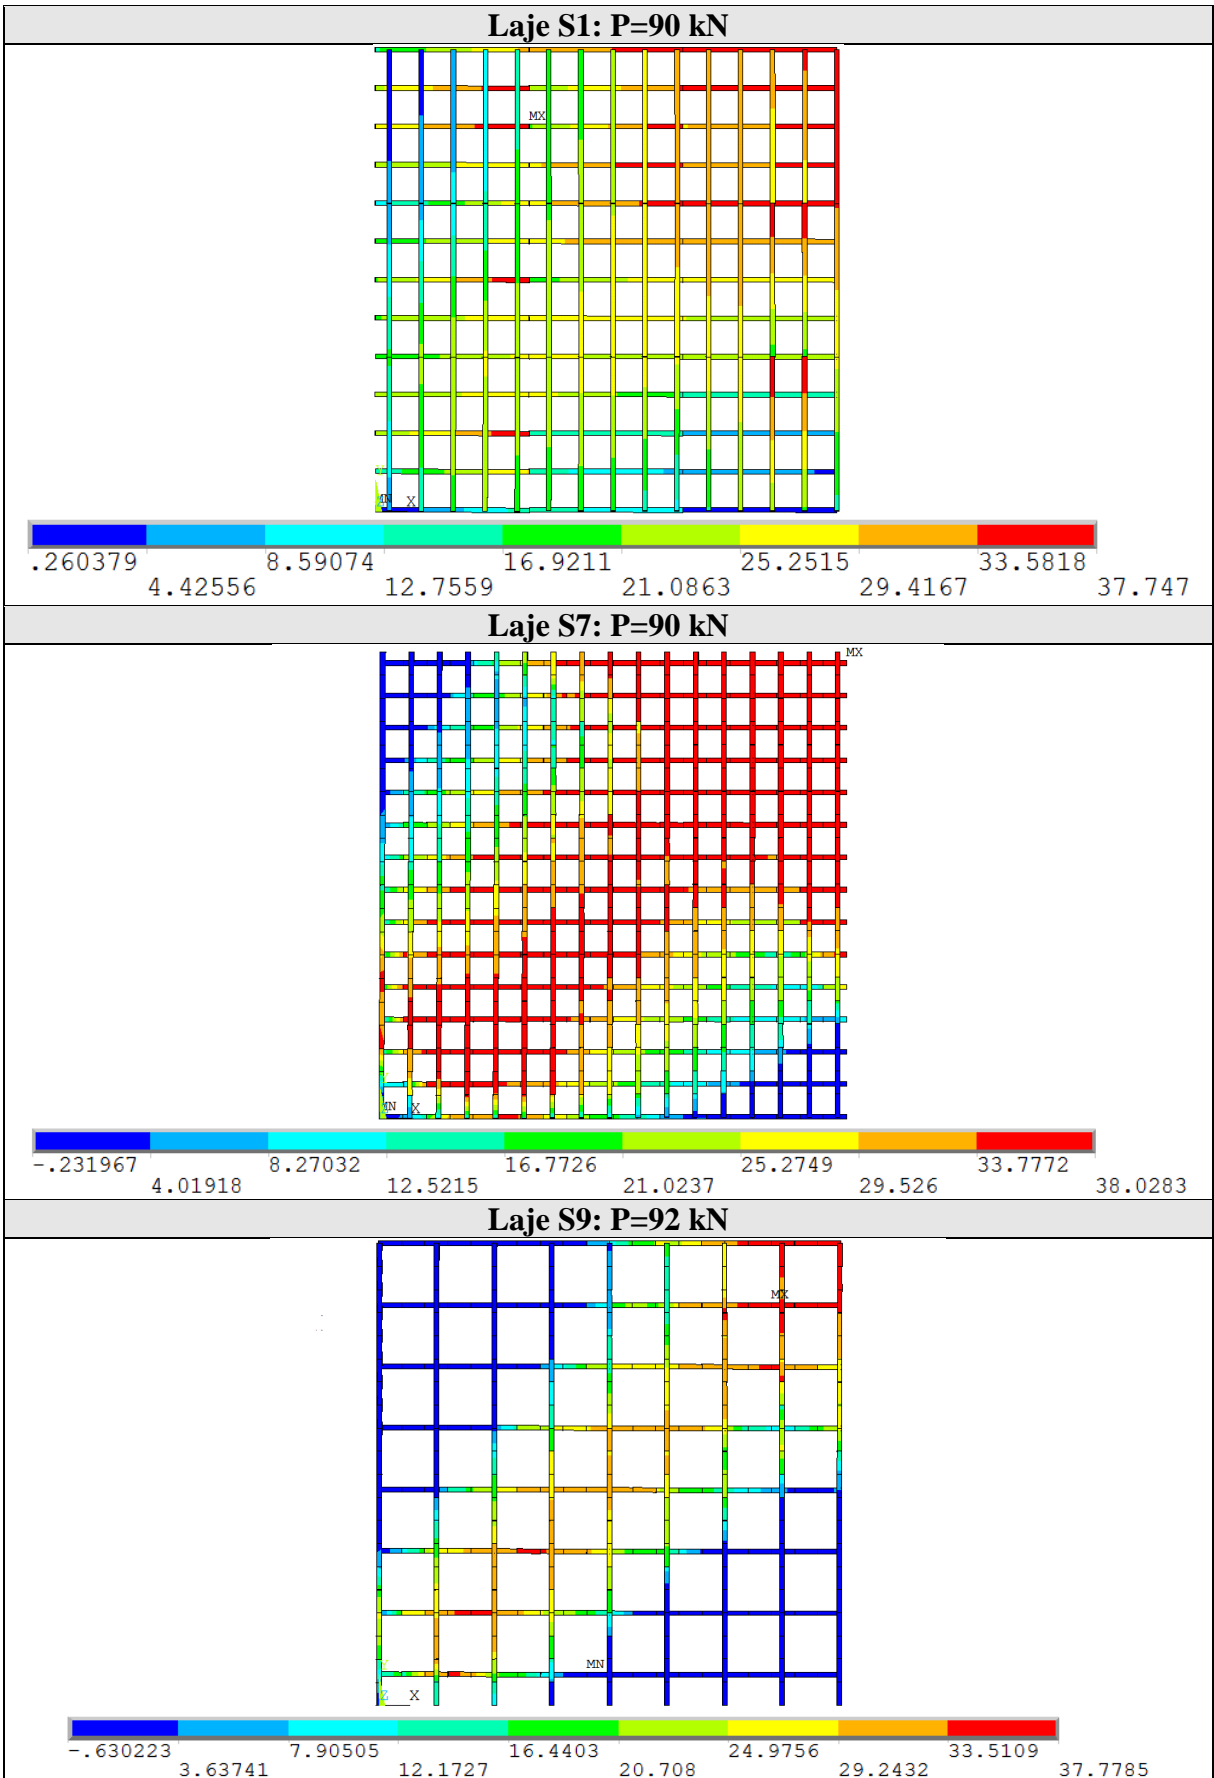 Laje S1: P=90 kN
MX
MN X
.260379 8.59074 16.9211 25.2515 33.5818
4.42556 12.7559 21.0863 29.4167 37.747
Laje S7: P=90 kN
MX
MN X
-.231967 8.27032 16.7726 25.2749 33.7772
4.01918 12.5215 21.0237 29.526 38.0283
Laje S9: P=92 kN
MX
MN
Z X
-.630223 7.90505 16.4403 24.9756 33.5109
3.63741 12.1727 20.708 29.2432 37.7785